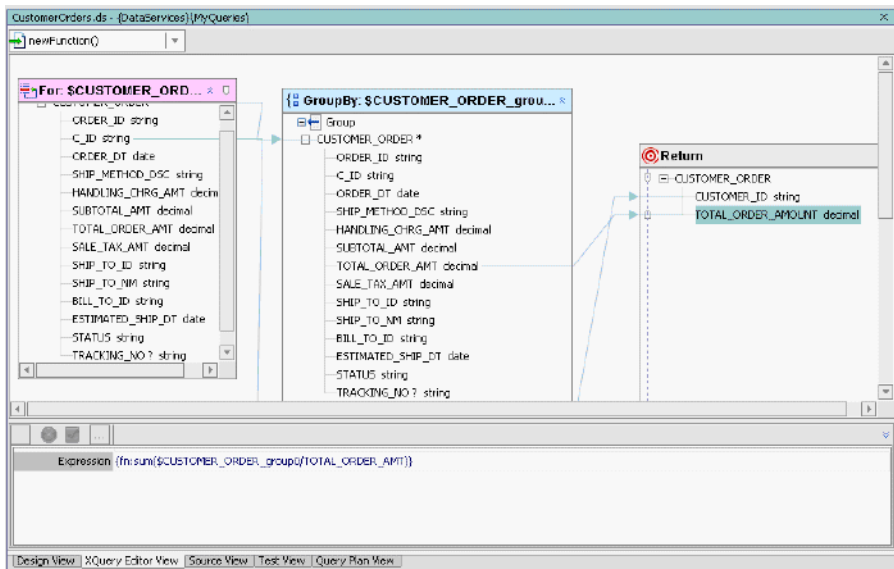 CustomerOrders.ds - {DataServices}\MyQueries\
newFunction()
For: $CUSTOMER_ORD...
CUSTOMER_ORDER
ORDER_ID string
C_ID string
ORDER_DT date
SHIP_METHOD_DSC string
HANDLING_CHRG_AMT decim
SUBTOTAL_AMT decimal
TOTAL_ORDER_AMT decimal
SALE_TAX_AMT decimal
SHIP_TO_ID string
SHIP_TO_NM string
BILL_TO_ID string
ESTIMATED_SHIP_DT date
STATUS string
TRACKING_NO ? string
GroupBy: $CUSTOMER_ORDER_grou...
Group
CUSTOMER_ORDER *
ORDER_ID string
C_ID string
ORDER_DT date
SHIP_METHOD_DSC string
HANDLING_CHRG_AMT decimal
SUBTOTAL_AMT decimal
TOTAL_ORDER_AMT decimal
SALE_TAX_AMT decimal
SHIP_TO_ID string
SHIP_TO_NM string
BILL_TO_ID string
ESTIMATED_SHIP_DT date
STATUS string
TRACKING_NO ? string
Return
CUSTOMER_ORDER
CUSTOMER_ID string
TOTAL_ORDER_AMOUNT decimal
...
Expression {fn:sum($CUSTOMER_ORDER_group0/TOTAL_ORDER_AMT)}
Design View XQuery Editor View Source View Test View Query Plan View